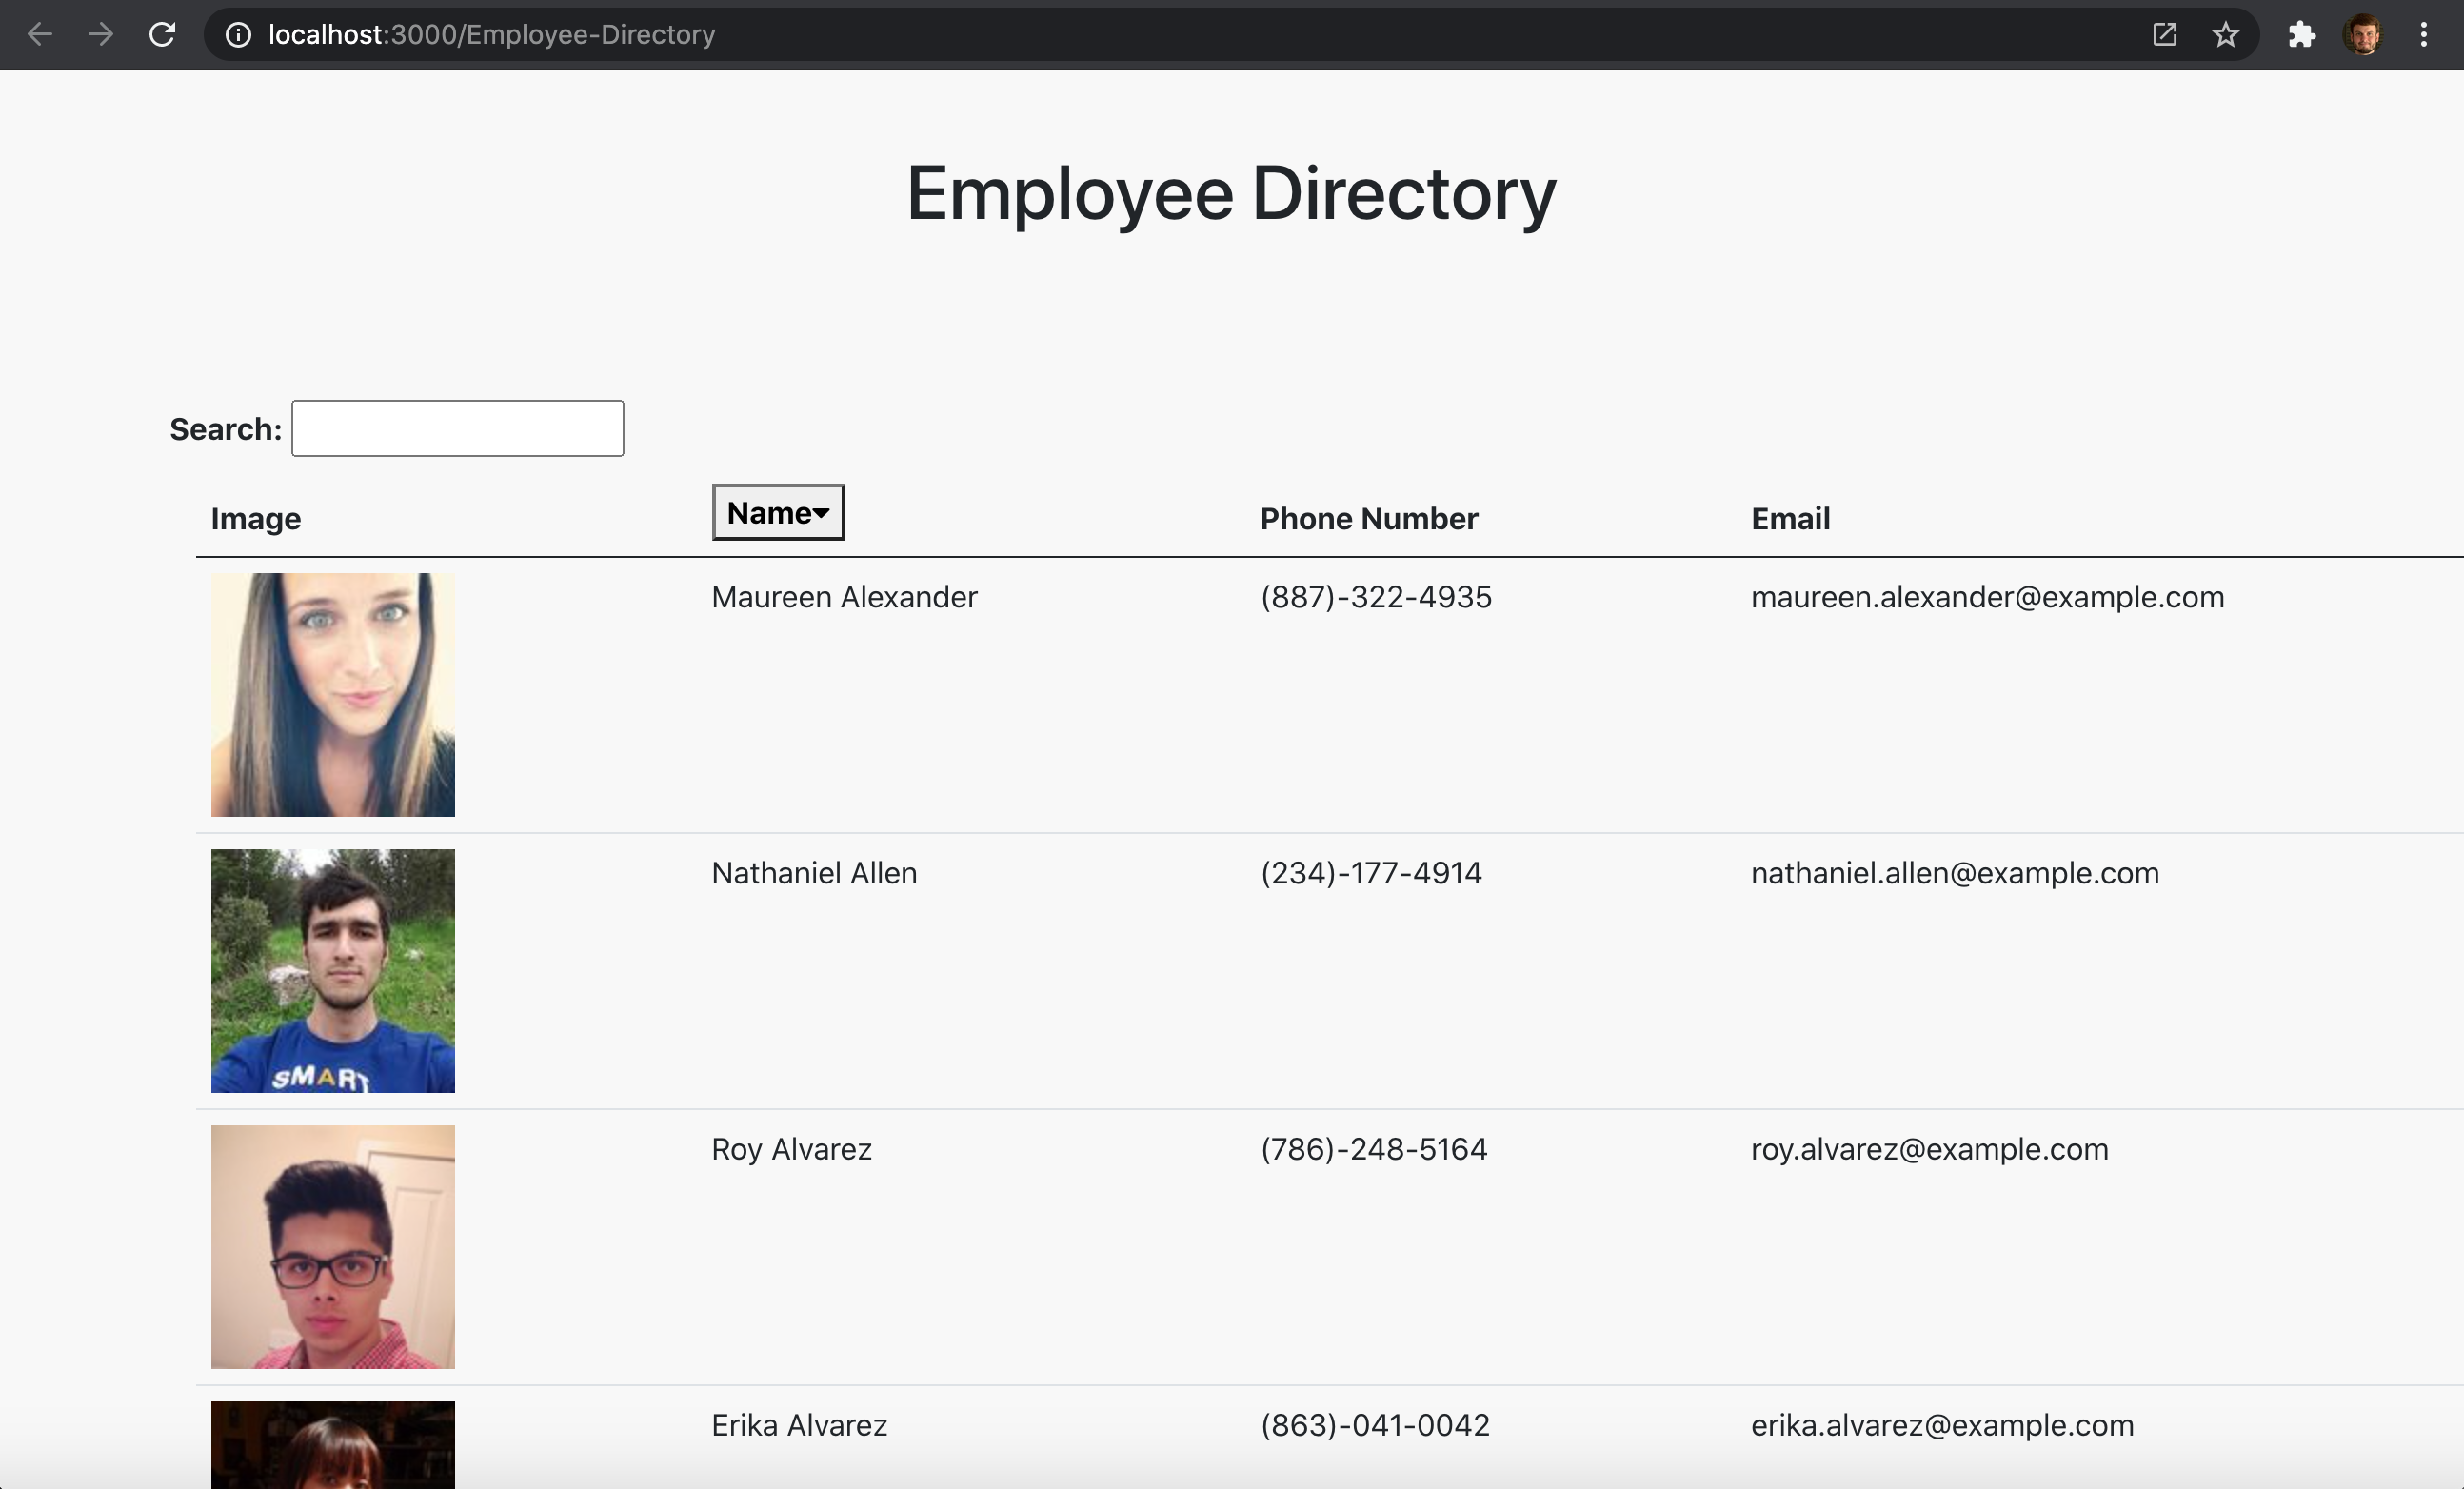 localhost:3000/Employee-Directory
Employee Directory
Search:
Image Name Phone Number Email
Maureen Alexander (887)-322-4935 maureen.alexander@example.com
Nathaniel Allen (234)-177-4914 nathaniel.allen@example.com
SMART
Roy Alvarez (786)-248-5164 roy.alvarez@example.com
Erika Alvarez (863)-041-0042 erika.alvarez@example.com